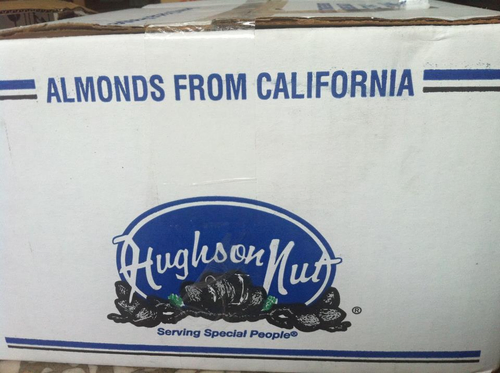 ALMONDS FROM CALIFORNIA
Hughson Nut
®
Serving Special People®